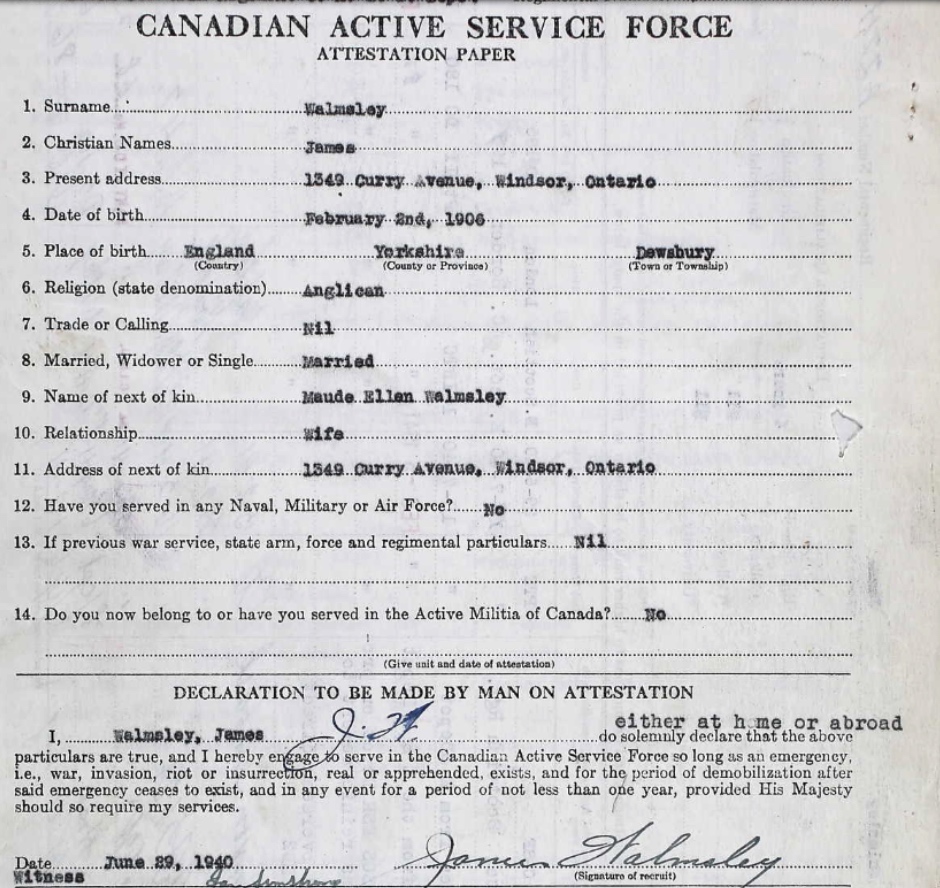 CANADIAN ACTIVE SERVICE FORCE
ATTESTATION PAPER
1. Surname Walmsley
2. Christian Names James
3. Present address 1349 Curry Avenue, Windsor, Ontario
4. Date of birth February 2nd, 1906
5. Place of birth England Yorkshire Dewsbury
(Country) (County or Province) (Town or Township)
6. Religion (state denomination) Anglican
7. Trade or Calling Nil
8. Married, Widower or Single Married
9. Name of next of kin Maude Ellen Walmsley
10. Relationship Wife
11. Address of next of kin 1349 Curry Avenue, Windsor, Ontario
12. Have you served in any Naval, Military or Air Force? No
13. If previous war service, state arm, force and regimental particulars Nil
14. Do you now belong to or have you served in the Active Militia of Canada? No
(Give unit and date of attestation)
DECLARATION TO BE MADE BY MAN ON ATTESTATION
either at h me or abroad
I, Walmsley, James J. W do solemnly declare that the above
particulars are true, and I hereby engage to serve in the Canadian Active Service Force so long as an emergency,
i.e., war, invasion, riot or insurrection, real or apprehended, exists, and for the period of demobilization after
said emergency ceases to exist, and in any event for a period of not less than one year, provided His Majesty
should so require my services.
Date June 29, 1940 James Walmsley
Witness (Signature of recruit)